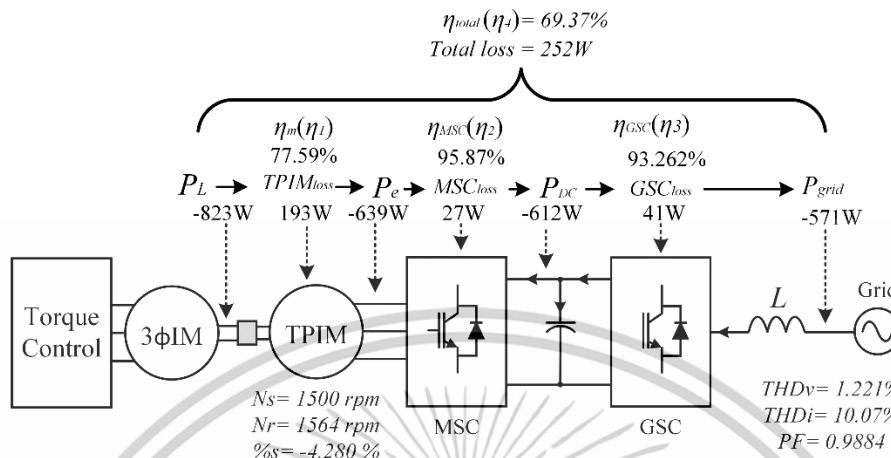 ηtotal(η4)= 69.37%
Total loss = 252W
ηm(η1) ηMSC(η2) ηGSC(η3)
77.59% 95.87% 93.262%
PL TPIMloss Pe MSCloss PDC GSCloss Pgrid
-823W 193W -639W 27W -612W 41W -571W
Torque
Control
3ϕIM
TPIM
L
Grid
Ns= 1500 rpm
Nr= 1564 rpm
%s= -4.280 %
MSC
GSC
THDv= 1.221%
THDi= 10.07%
PF= 0.9884